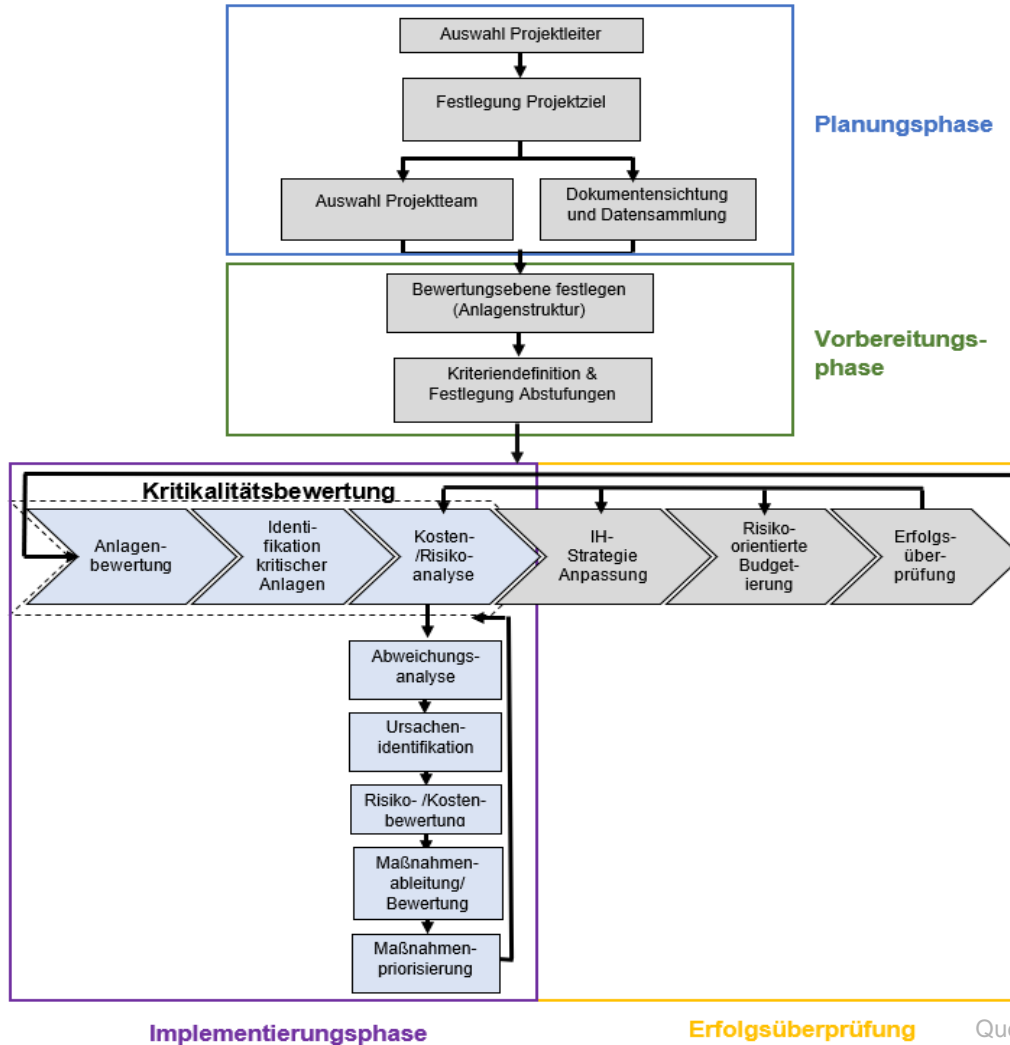 Auswahl Projektleiter
Festlegung Projektziel
Planungsphase
Auswahl Projektteam
Dokumentensichtung
und Datensammlung
Bewertungsebene festlegen
(Anlagenstruktur)
Vorbereitungs-
phase
Kriteriendefinition &
Festlegung Abstufungen
Kritikalitätsbewertung
Anlagen-
bewertung
Identi-
fikation
kritischer
Anlagen
Kosten-
/Risiko-
analyse
IH-
Strategie
Anpassung
Risiko-
orientierte
Budget-
ierung
Erfolgs-
über-
prüfung
Abweichungs-
analyse
Ursachen-
identifikation
Risiko- /Kosten-
bewertung
Maßnahmen-
ableitung/
Bewertung
Maßnahmen-
priorisierung
Implementierungsphase
Erfolgsüberprüfung